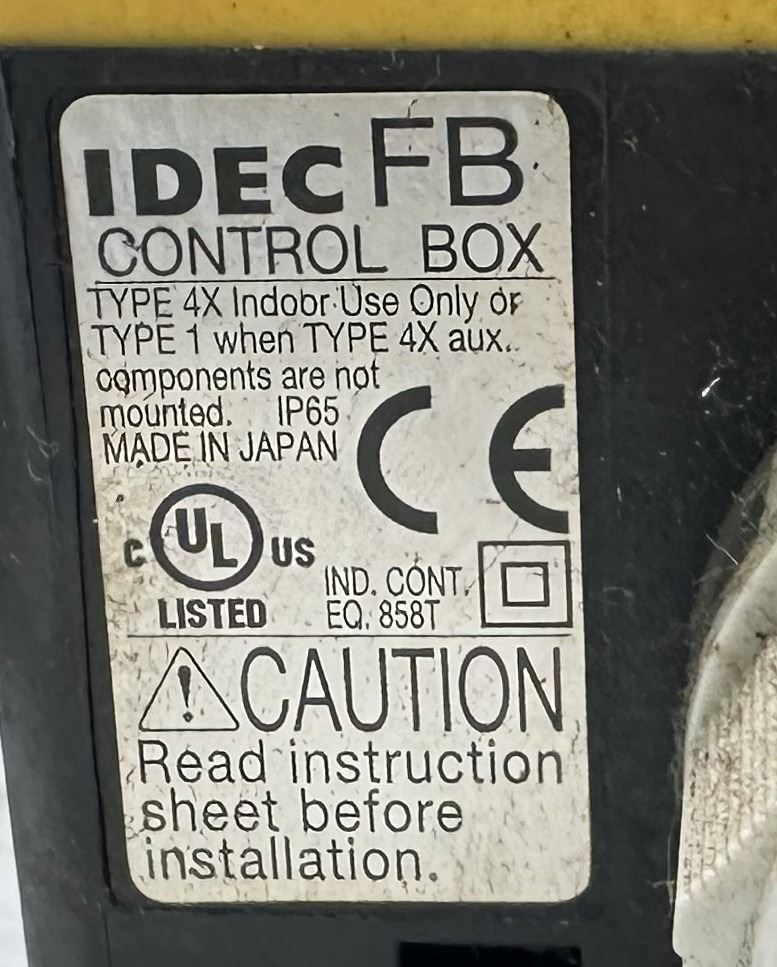 IDEC FB
CONTROL BOX
TYPE 4X Indoor Use Only or
TYPE 1 when TYPE 4X aux.
components are not
mounted. IP65
MADE IN JAPAN
CE
C UL US
LISTED
IND. CONT.
EQ. 858T
CAUTION
Read instruction
sheet before
installation.